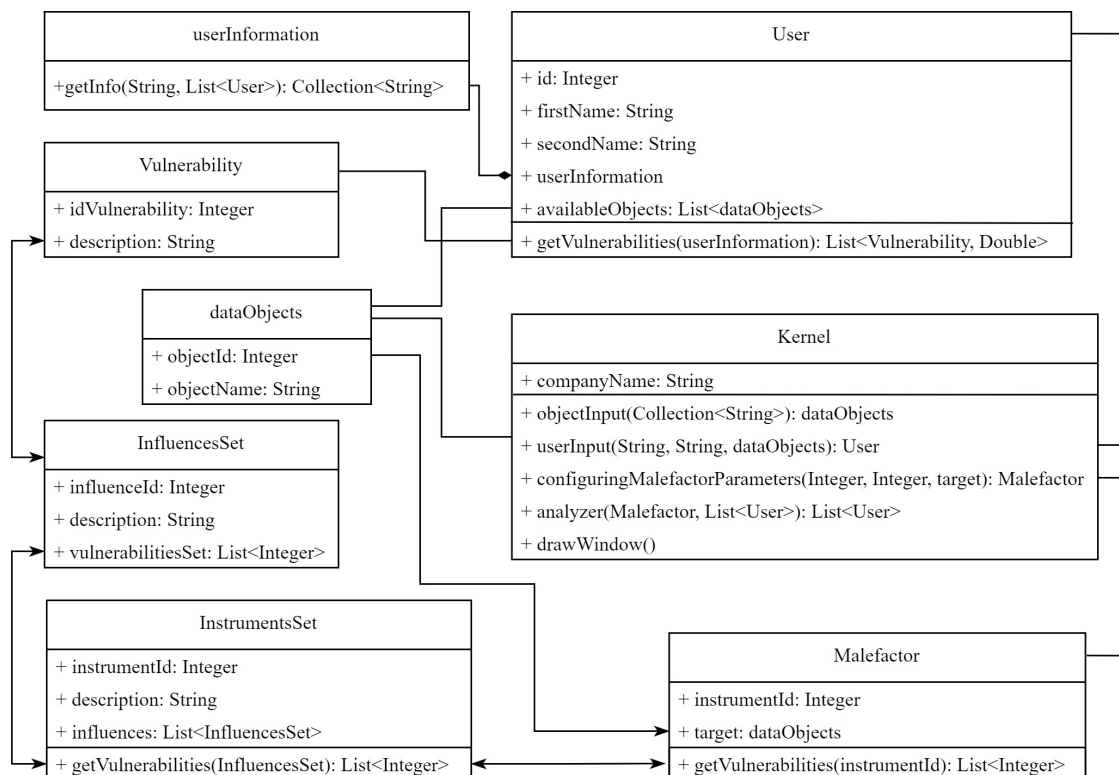 userInformation
+getInfo(String, List<User>): Collection<String>
User
+ id: Integer
+ firstName: String
+ secondName: String
+ userInformation
+ availableObjects: List<dataObjects>
+ getVulnerabilities(userInformation): List<Vulnerability, Double>
Vulnerability
+ idVulnerability: Integer
+ description: String
dataObjects
+ objectId: Integer
+ objectName: String
Kernel
+ companyName: String
+ objectInput(Collection<String>): dataObjects
+ userInput(String, String, dataObjects): User
+ configuringMalefactorParameters(Integer, Integer, target): Malefactor
+ analyzer(Malefactor, List<User>): List<User>
+ drawWindow()
InfluencesSet
+ influenceId: Integer
+ description: String
+ vulnerabilitiesSet: List<Integer>
InstrumentsSet
+ instrumentId: Integer
+ description: String
+ influences: List<InfluencesSet>
+ getVulnerabilities(InfluencesSet): List<Integer>
Malefactor
+ instrumentId: Integer
+ target: dataObjects
+ getVulnerabilities(instrumentId): List<Integer>